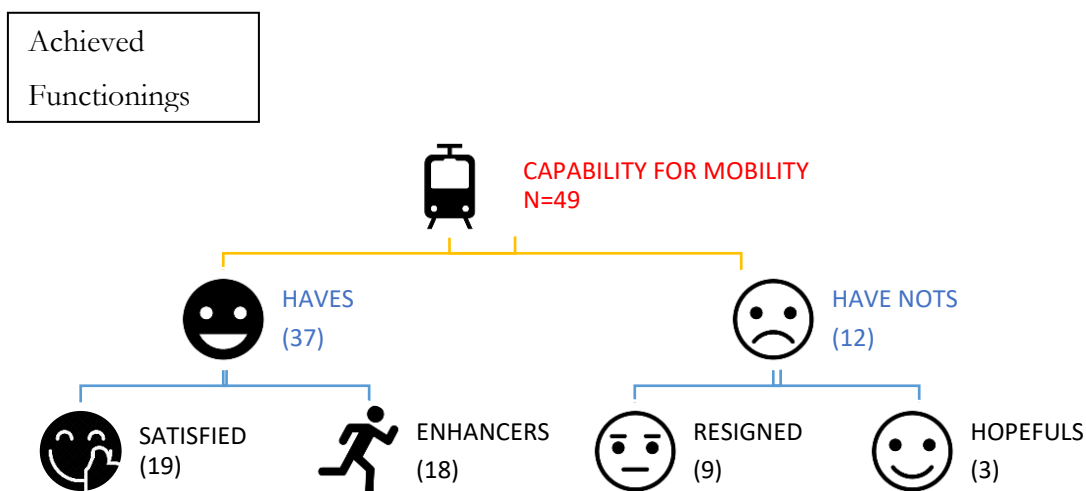 Achieved
Functionings
CAPABILITY FOR MOBILITY
N=49
HAVES
(37)
HAVE NOTS
(12)
SATISFIED
(19)
ENHANCERS
(18)
RESIGNED
(9)
HOPEFULS
(3)